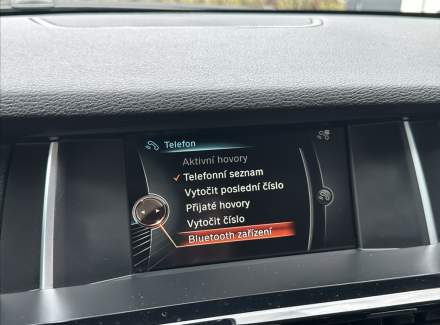 Telefon
Aktivní hovory
Telefonní seznam
Vytočit poslední číslo
Přijaté hovory
Vytočit číslo
Bluetooth zařízení